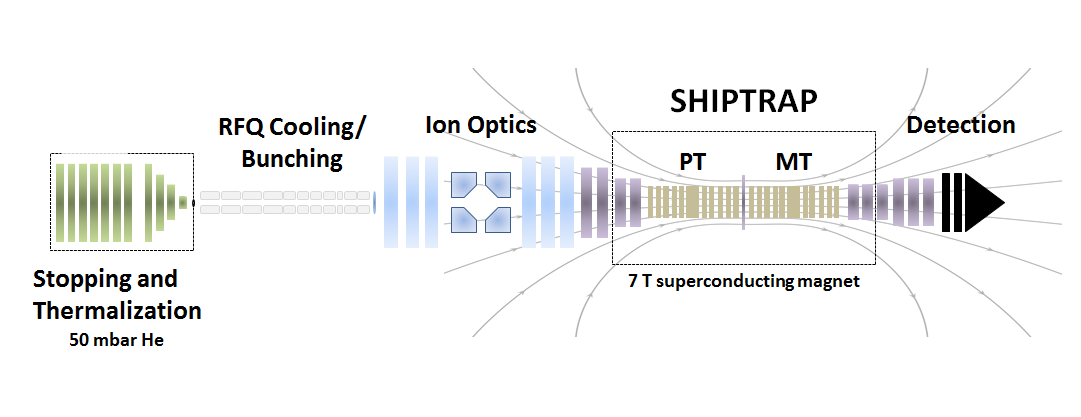 SHIPTRAP
RFQ Cooling/
Bunching
Ion Optics
Detection
PT
MT
Stopping and
Thermalization
50 mbar He
7 T superconducting magnet